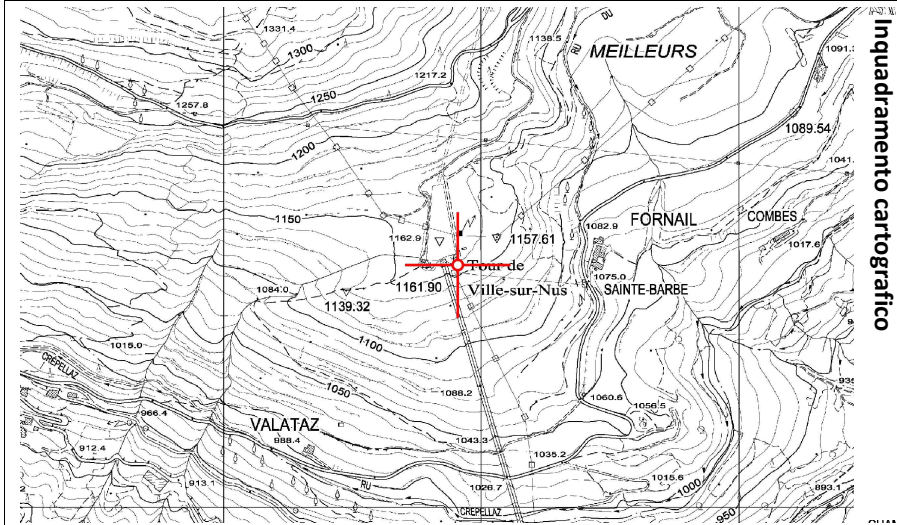 Inquadramento cartografico
1331.4
1300
1138.5
RU
DU
MEILLEURS
1091.
1217.2
1257.8
1250
1089.54
1200
1041.
1150
1162.9
1157.61
1082.9
FORNAIL
COMBES
1017.6
Tour de
1161.90
Ville-sur-Nus
1075.0
SAINTE-BARBE
1084.0
1139.32
1015.0
1100
CREPELLAZ
1050
1088.2
1060.6
1056.5
935
966.4
VALATAZ
988.4
1043.3
912.4
1035.2
1015.6
913.1
RU
1026.7
1000
893.1
CREPELLAZ
950